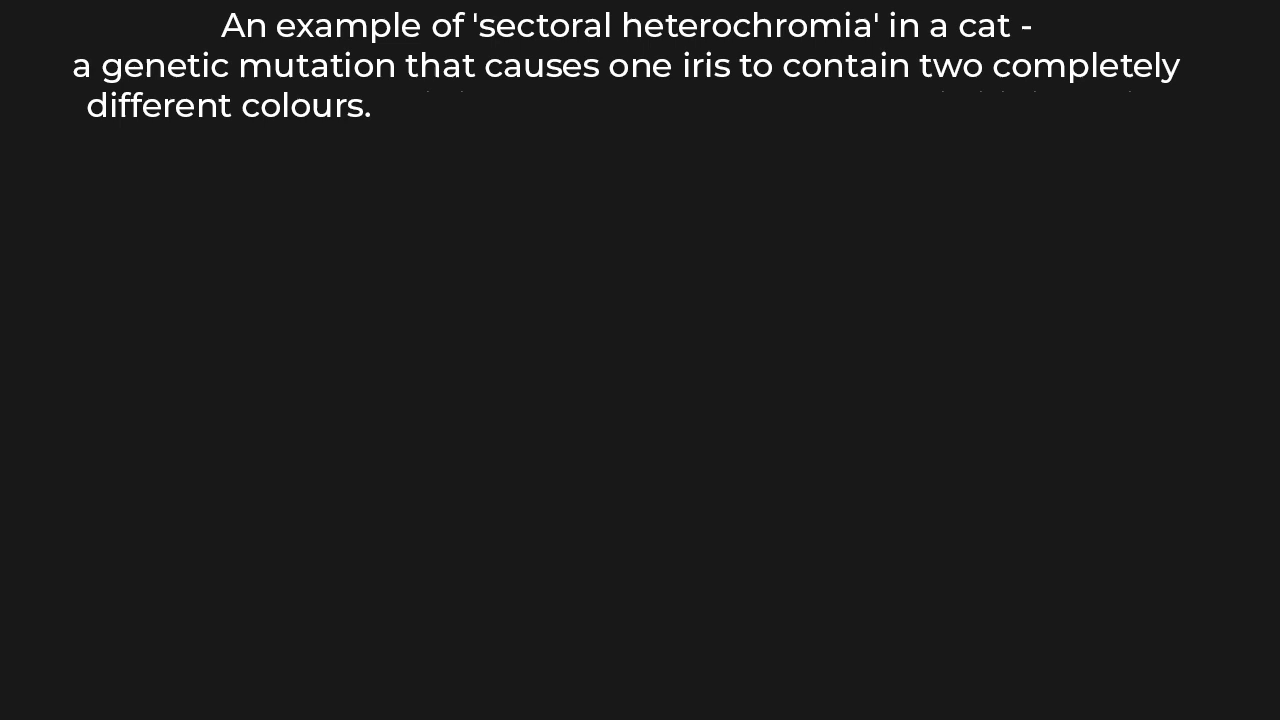 An example of 'sectoral heterochromia' in a cat -
a genetic mutation that causes one iris to contain two completely
different colours.